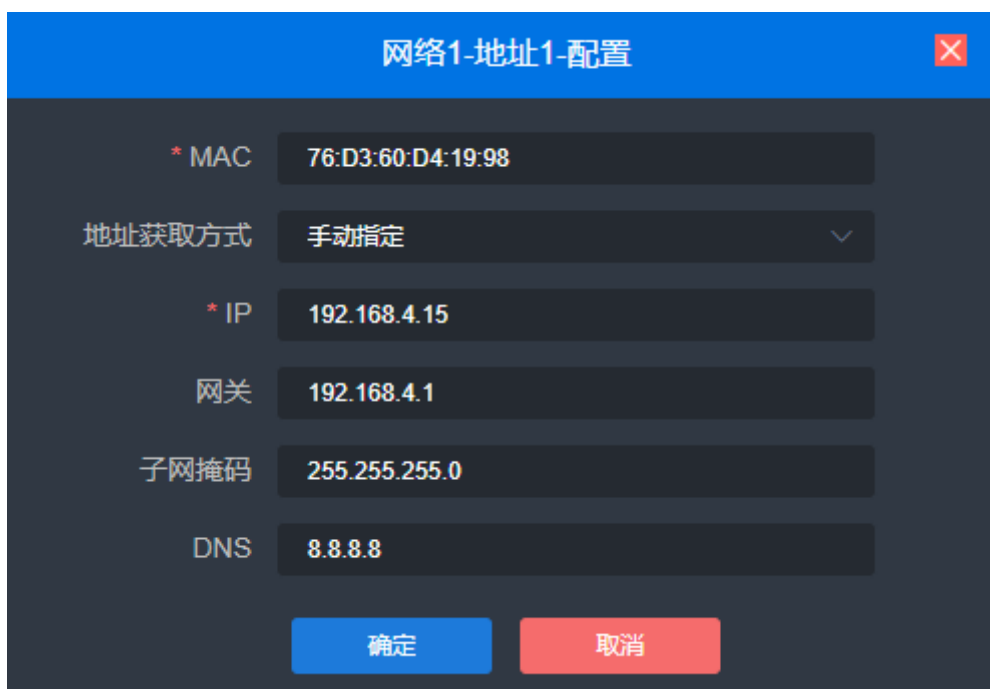 网络1-地址1-配置
* MAC 76:D3:60:D4:19:98
地址获取方式 手动指定
* IP 192.168.4.15
网关 192.168.4.1
子网掩码 255.255.255.0
DNS 8.8.8.8
确定 取消